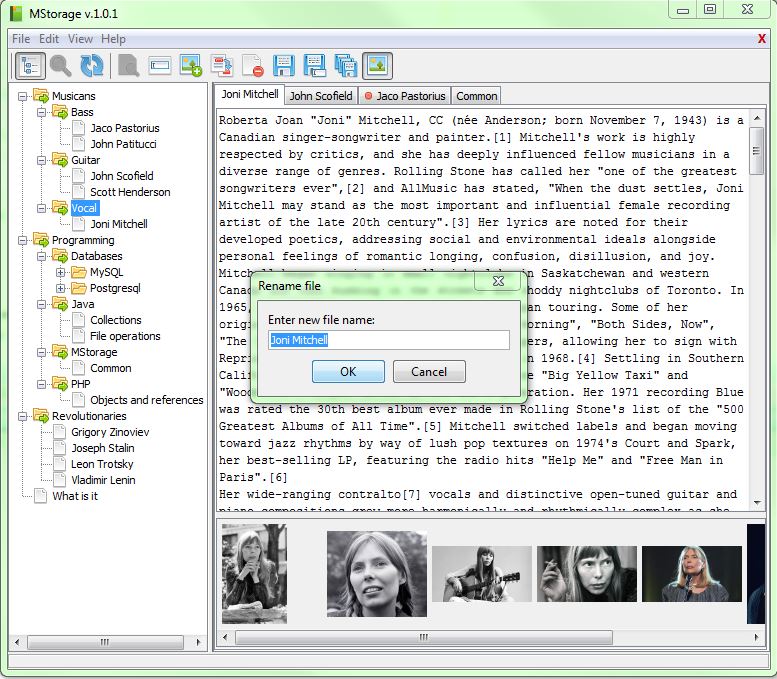 MStorage v.1.0.1
File Edit View Help X
Musicans
Bass
Jaco Pastorius
John Patitucci
Guitar
John Scofield
Scott Henderson
Vocal
Joni Mitchell
Programming
Databases
MySQL
Postgresql
Java
Collections
File operations
MStorage
Common
PHP
Objects and references
Revolutionaries
Grigory Zinoviev
Joseph Stalin
Leon Trotsky
Vladimir Lenin
What is it
Joni Mitchell John Scofield Jaco Pastorius Common
Roberta Joan "Joni" Mitchell, CC (née Anderson; born November 7, 1943) is a
Canadian singer-songwriter and painter.[1] Mitchell's work is highly
respected by critics, and she has deeply influenced fellow musicians in a
diverse range of genres. Rolling Stone has called her "one of the greatest
songwriters ever",[2] and AllMusic has stated, "When the dust settles, Joni
Mitchell may stand as the most important and influential female recording
artist of the late 20th century".[3] Her lyrics are noted for their
developed poetics, addressing social and environmental ideals alongside
personal feelings of romantic longing, confusion, disillusion, and joy.
Mitch in Saskatchewan and western
Cana hoddy nightclubs of Toronto. In
1965, an touring. Some of her
orig orning", "Both Sides, Now",
"The ers, allowing her to sign with
Repri n 1968.[4] Settling in Southern
Calif e "Big Yellow Taxi" and
"Wood ration. Her 1971 recording Blue
was rated the 30th best album ever made in Rolling Stone's list of the "500
Greatest Albums of All Time".[5] Mitchell switched labels and began moving
toward jazz rhythms by way of lush pop textures on 1974's Court and Spark,
her best-selling LP, featuring the radio hits "Help Me" and "Free Man in
Paris".[6]
Her wide-ranging contralto[7] vocals and distinctive open-tuned guitar and
piano compositions grew more harmonically and rhythmically complex as she
Rename file
Enter new file name:
Joni Mitchell
OK Cancel